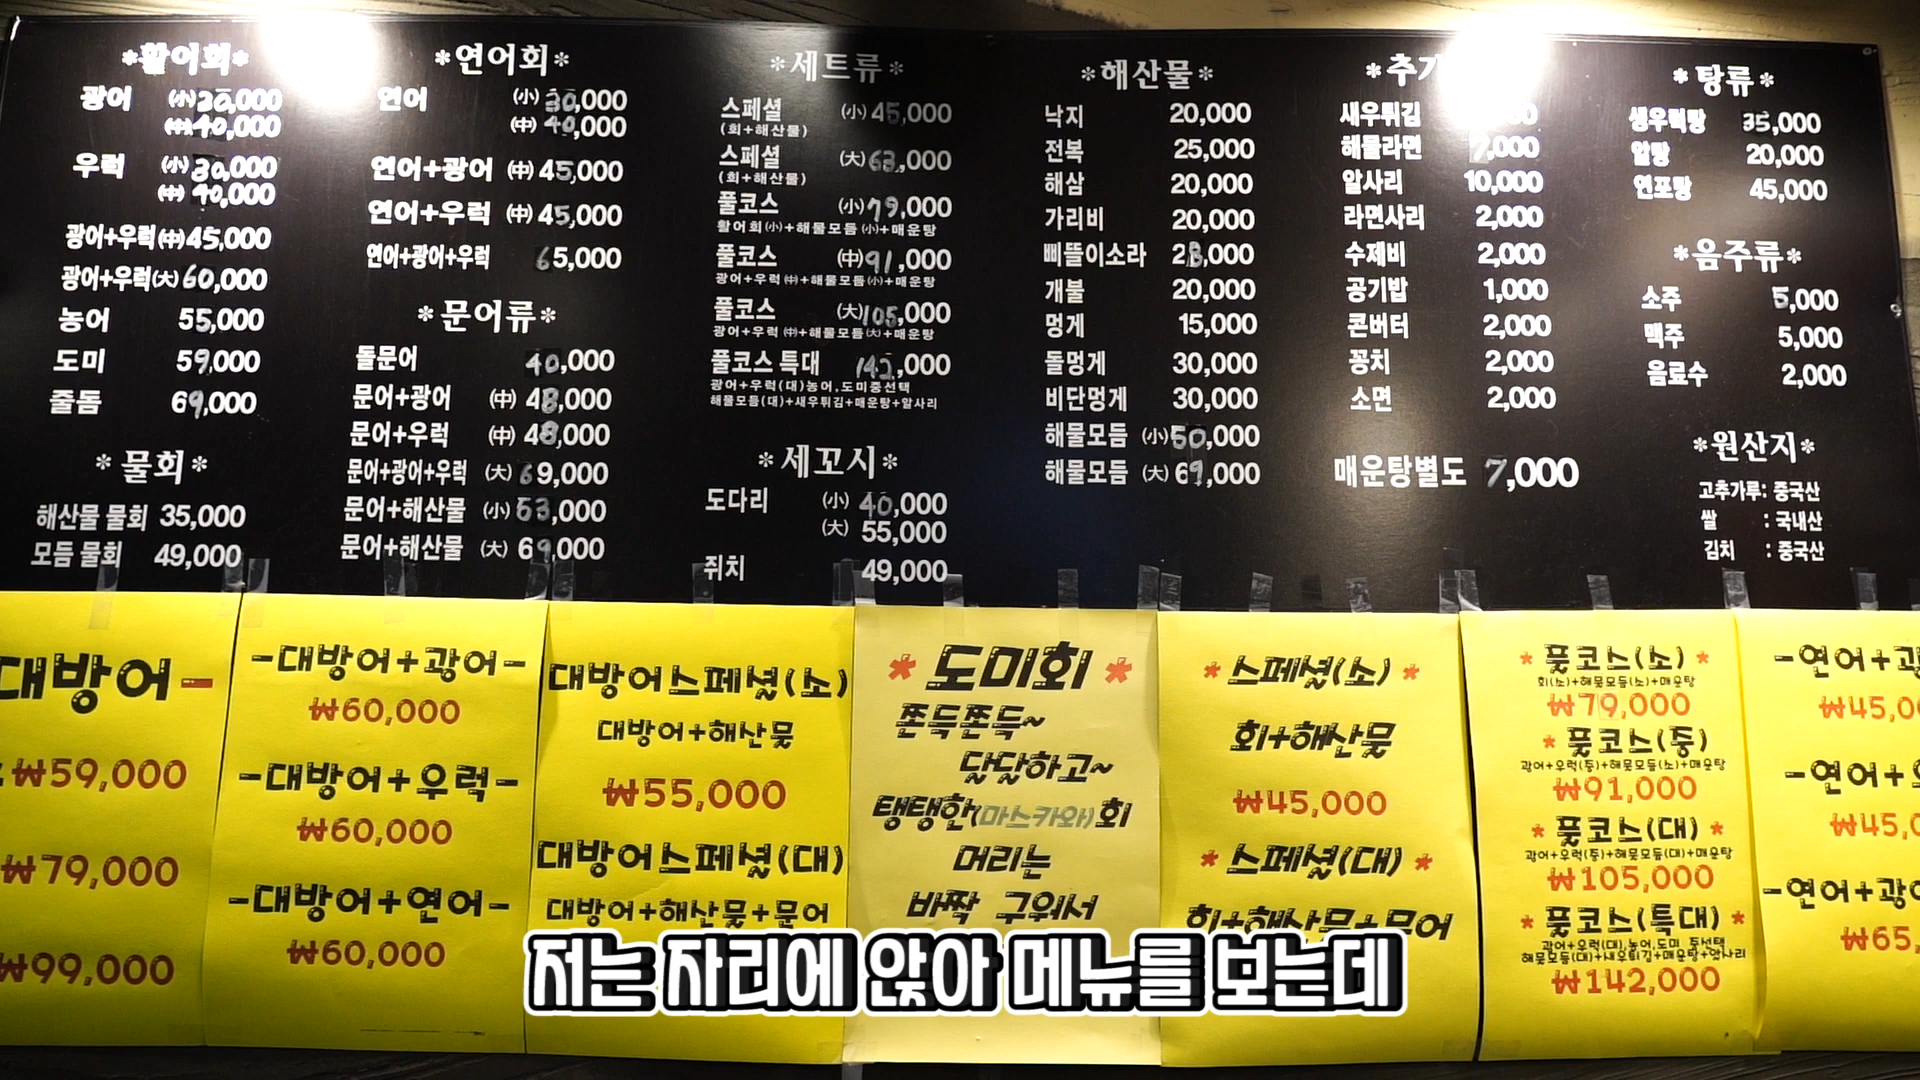 *활어회*
광어 (小) 30,000
(中) 40,000
우럭 (小) 30,000
(中) 40,000
광어+우럭(中) 45,000
광어+우럭(大) 60,000
농어 55,000
도미 59,000
줄돔 69,000
*물회*
해산물 물회 35,000
모듬 물회 49,000
*연어회*
연어 (小) 30,000
(中) 40,000
연어+광어 (中) 45,000
연어+우럭 (中) 45,000
연어+광어+우럭 65,000
*문어류*
돌문어 40,000
문어+광어 (中) 48,000
문어+우럭 (中) 48,000
문어+광어+우럭 (大) 69,000
문어+해산물 (小) 53,000
문어+해산물 (大) 69,000
*세트류*
스페셜 (小) 45,000
(회+해산물)
스페셜 (大) 63,000
(회+해산물)
풀코스 (小) 79,000
활어회(小)+해물모듬(小)+매운탕
풀코스 (中) 91,000
광어+우럭(中)+해물모듬(小)+매운탕
풀코스 (大) 105,000
광어+우럭(中)+해물모듬(大)+매운탕
풀코스 특대 142,000
광어+우럭(대)농어,도미중선택
해물모듬(대)+새우튀김+매운탕+알사리
*세꼬시*
도다리 (小) 40,000
(大) 55,000
쥐치 49,000
*해산물*
낙지 20,000
전복 25,000
해삼 20,000
가리비 20,000
삐뚤이소라 23,000
개불 20,000
멍게 15,000
돌멍게 30,000
비단멍게 30,000
해물모듬 (小) 50,000
해물모듬 (大) 69,000
*추가
새우튀김
해물라면 7,000
알사리 10,000
라면사리 2,000
수제비 2,000
공기밥 1,000
콘버터 2,000
꽁치 2,000
소면 2,000
매운탕별도 7,000
*탕류*
생우럭탕 35,000
알탕 20,000
연포탕 45,000
*음주류*
소주 5,000
맥주 5,000
음료수 2,000
*원산지*
고추가루: 중국산
쌀 : 국내산
김치 : 중국산
대방어-
₩59,000
₩79,000
₩99,000
-대방어+광어-
₩60,000
-대방어+우럭-
₩60,000
-대방어+연어-
₩60,000
대방어스페셜(소)
대방어+해산물
₩55,000
대방어스페셜(대)
대방어+해산물+문어
*도미회*
쫀득쫀득~
달달하고~
탱탱한(마스카와)회
머리는
바짝 구워서
*스페셜(소)*
회+해산물
₩45,000
*스페셜(대)*
회+해산물+문어
*풀코스(소)*
회(소)+해물모듬(소)+매운탕
₩79,000
*풀코스(중)
광어+우럭(중)+해물모듬(소)+매운탕
₩91,000
*풀코스(대)*
광어+우럭(중)+해물모듬(대)+매운탕
₩105,000
*풀코스(특대)*
광어+우럭(대),농어,도미 중선택
해물모듬(대)+새우튀김+매운탕+알사리
₩142,000
-연어+광
₩45,0
-연어+
₩45,0
-연어+광
₩65,
저는 자리에 앉아 메뉴를 보는데